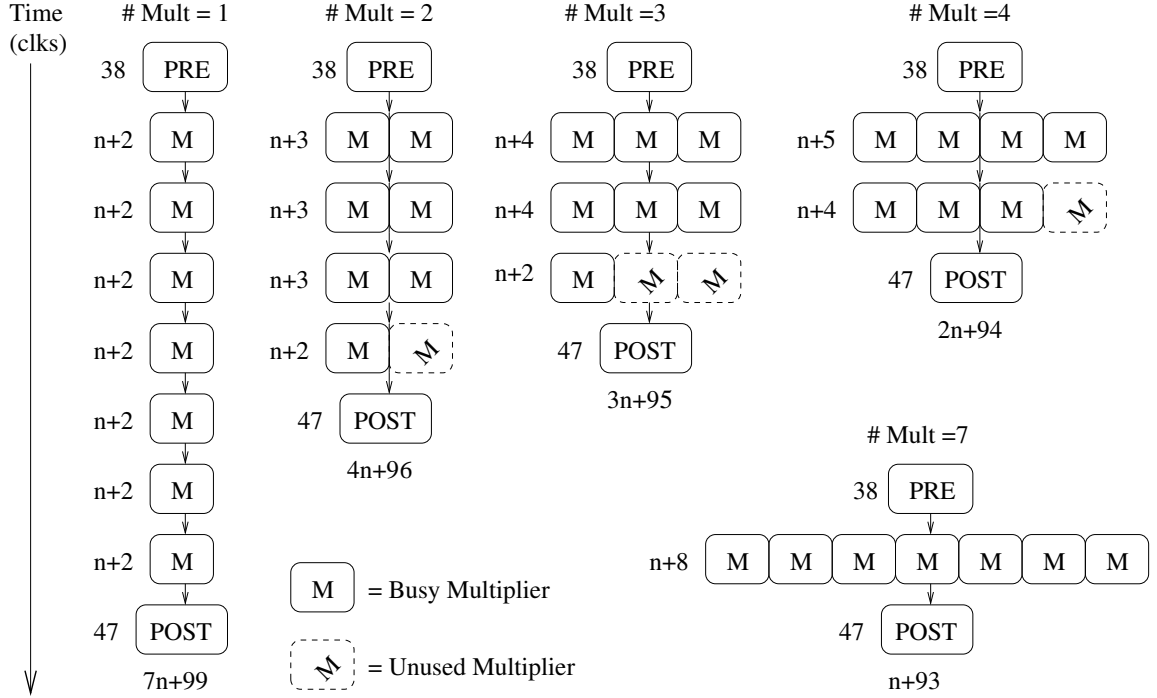 Time
(clks)
# Mult = 1
38 PRE
n+2 M
n+2 M
n+2 M
n+2 M
n+2 M
n+2 M
n+2 M
47 POST
7n+99
# Mult = 2
38 PRE
n+3 M M
n+3 M M
n+3 M M
n+2 M M
47 POST
4n+96
# Mult =3
38 PRE
n+4 M M M
n+4 M M M
n+2 M M M
47 POST
3n+95
# Mult =4
38 PRE
n+5 M M M M
n+4 M M M M
47 POST
2n+94
# Mult =7
38 PRE
n+8 M M M M M M M
47 POST
n+93
M = Busy Multiplier
M = Unused Multiplier